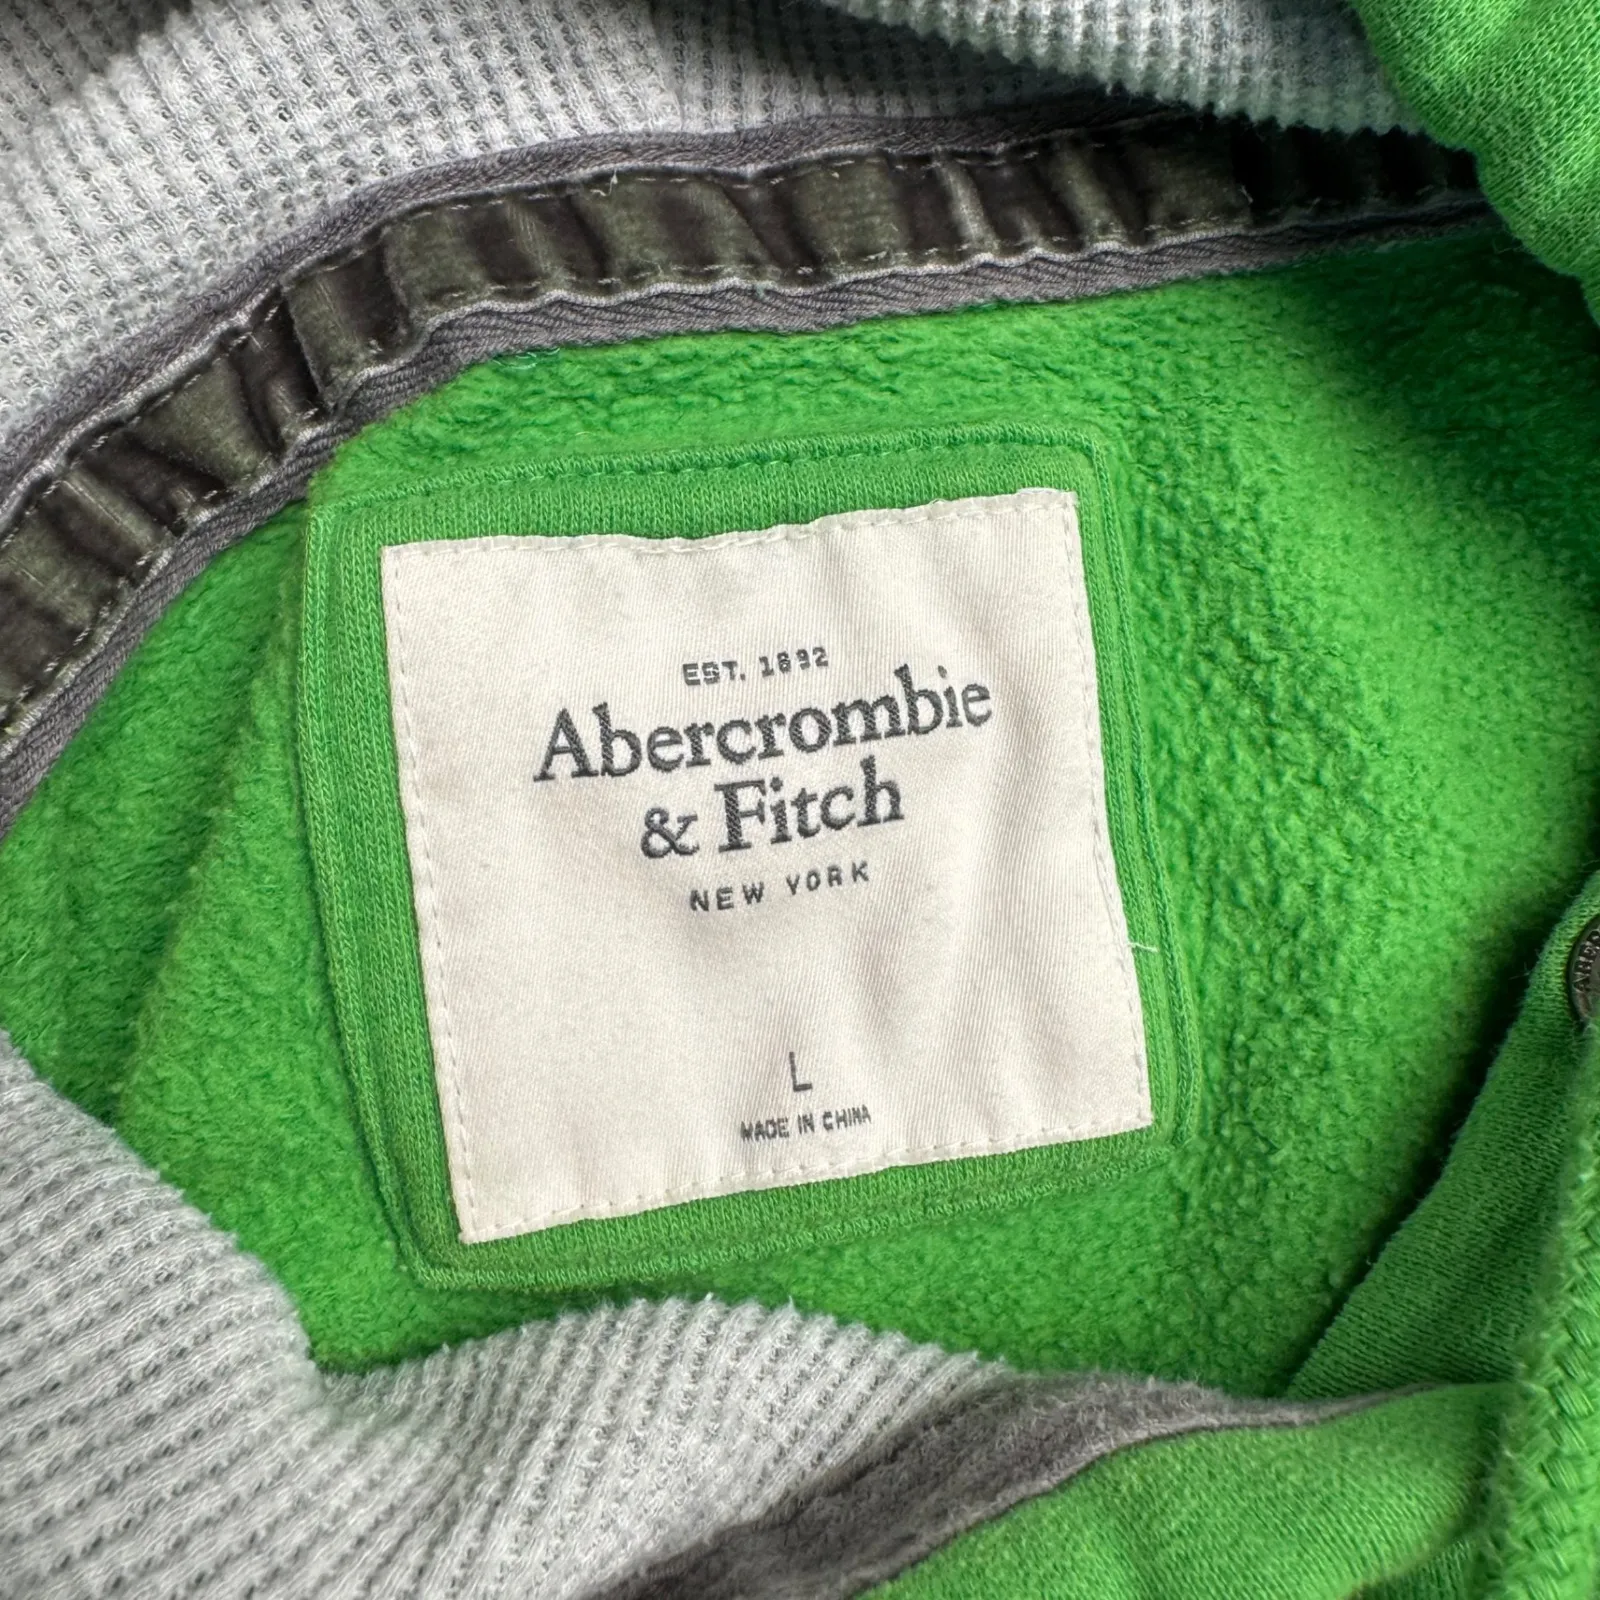 EST. 1892
Abercrombie
& Fitch
NEW YORK
L
MADE IN CHINA